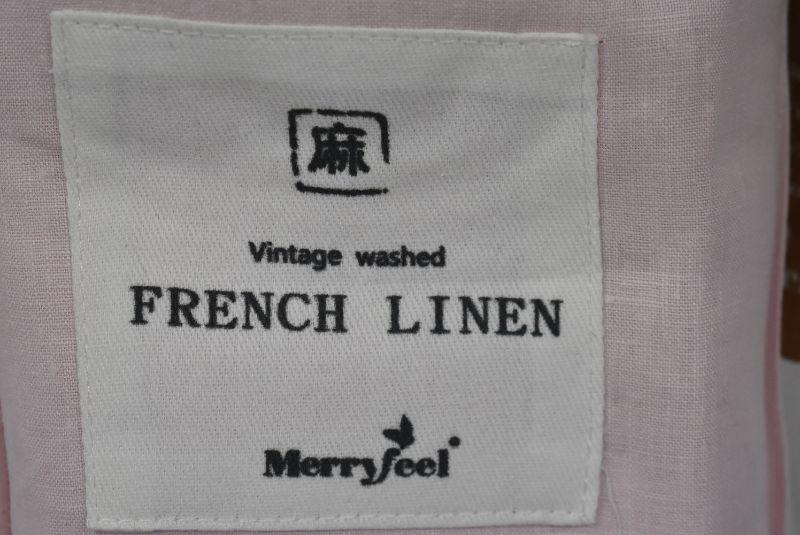 麻
Vintage washed
FRENCH LINEN
Merryfeel